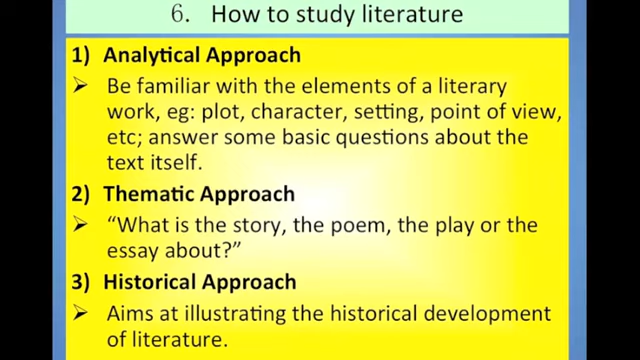 6. How to study literature
1) Analytical Approach
➢ Be familiar with the elements of a literary
work, eg: plot, character, setting, point of view,
etc; answer some basic questions about the
text itself.
2) Thematic Approach
➢ “What is the story, the poem, the play or the
essay about?”
3) Historical Approach
➢ Aims at illustrating the historical development
of literature.